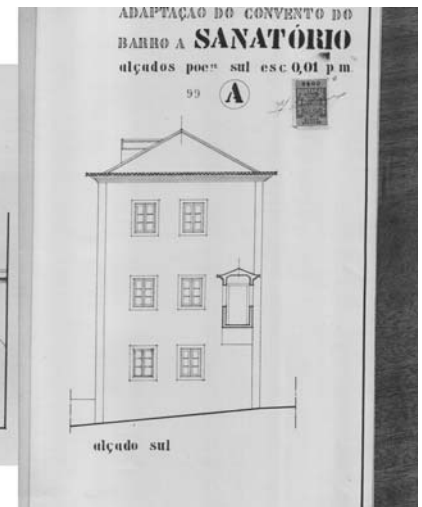 ADAPTAÇÃO DO CONVENTO DO
BARRO A SANATÓRIO
alçados poen. sul esc 0,01 p m.
99 A
alçado sul